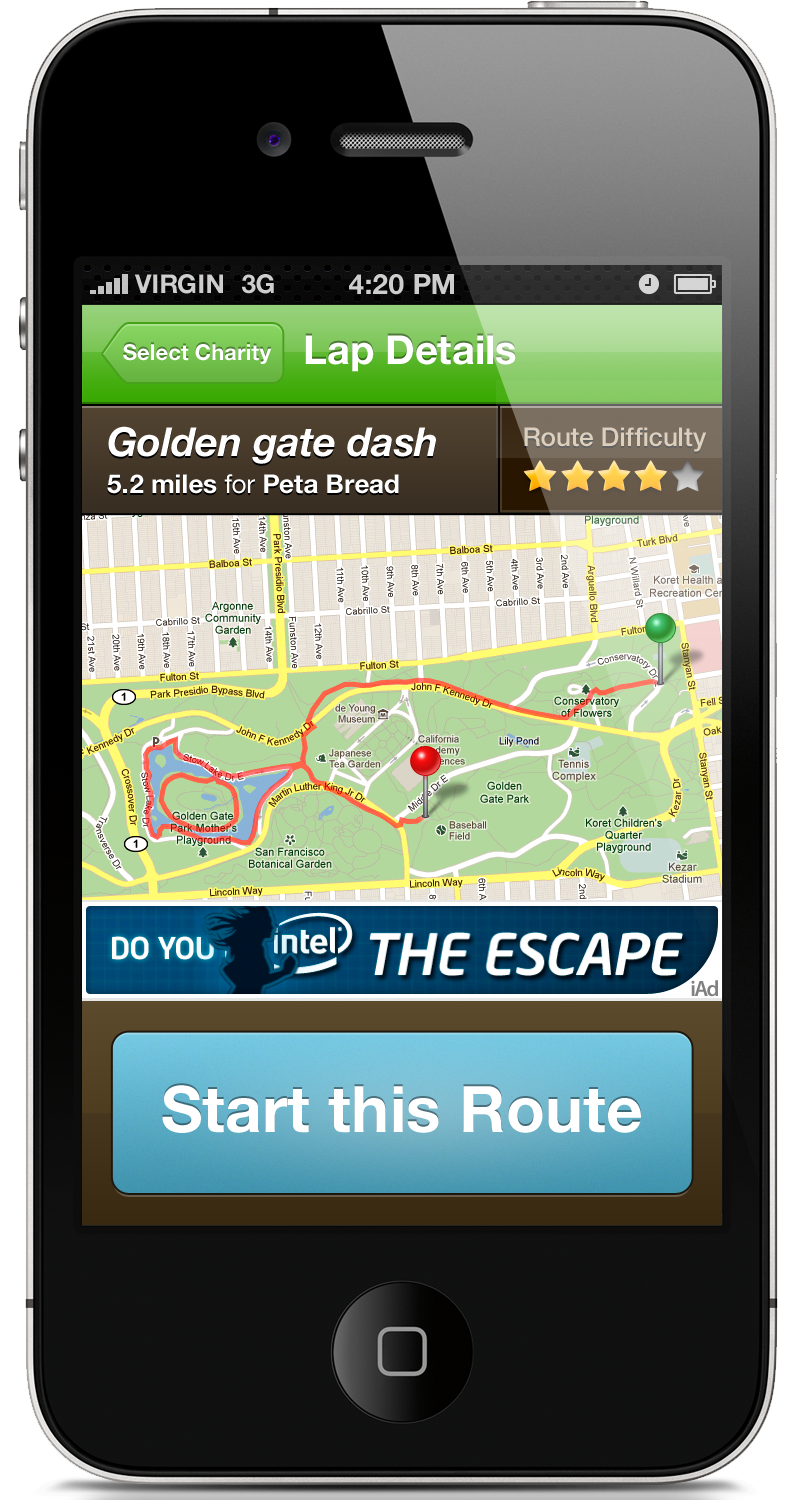 VIRGIN 3G 4:20 PM
Select Charity
Lap Details
Golden gate dash
5.2 miles for Peta Bread
Route Difficulty
Playground
15th Ave
14th Ave
Park Presidio Blvd
Balboa St
Balboa St
Turk Blvd
11th Ave
10th Ave
9th Ave
8th Ave
7th Ave
6th Ave
5th Ave
4th Ave
3rd Ave
2nd Ave
Arguello Blvd
N Willard St
Koret Health a
Recreation Cen
Argonne
Community
Garden
Cabrillo St
Cabrillo St
Cabrillo St
21st Ave
20th Ave
19th Ave
18th Ave
17th Ave
14th Ave
Funston Ave
12th Ave
Fulton St
Fulton St
Fulton
Stanyan St
Conservatory Dr
1
Park Presidio Bypass Blvd
John F Kennedy Dr
Conservatory
of Flowers
Fell S
de Young
Museum
John F Kennedy Dr
Kennedy Dr
Oak
P
Stow Lake Dr E
Stow Lake Dr
Japanese
Tea Garden
California
Lily Pond
Tennis
Complex
Stanyan St
Crossover Dr
Martin Luther King Jr Dr
Golden
Gate Park
Kezar Dr
Golden Gate
Park Mother's
Playground
Transverse Dr
1
San Francisco
Botanical Garden
Baseball
Field
Koret Children's
Quarter
Playground
Kezar
Stadium
Lincoln Way
Lincoln Way
Lincoln Way
6th A
2nd
DO YOU
intel
THE ESCAPE
iAd
Start this Route